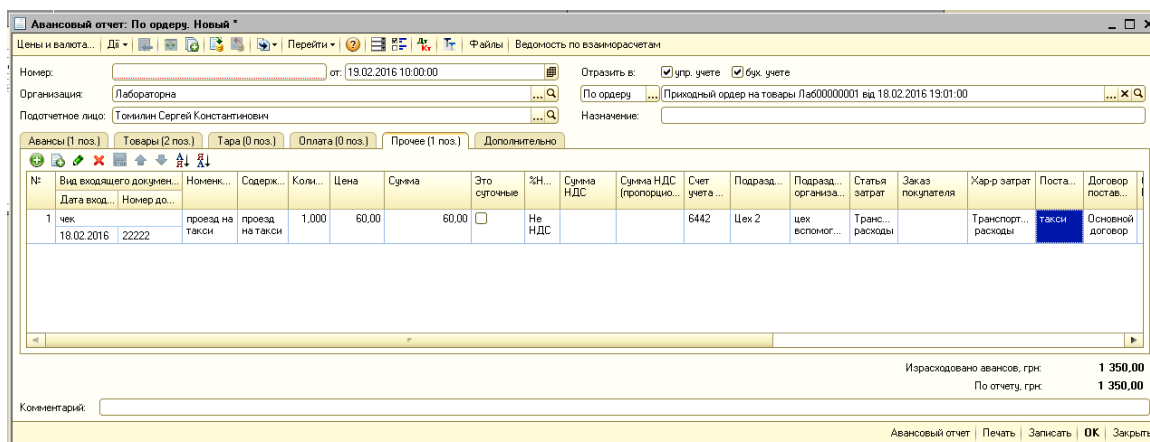 Авансовый отчет: По ордеру. Новый *
Цены и валюта... Дії Перейти Файлы Ведомость по взаиморасчетам
Номер: от: 19.02.2016 10:00:00 Отразить в: упр. учете бух. учете
Организация: Лабораторна ... По ордеру ... Приходный ордер на товары Лаб00000001 від 18.02.2016 19:01:00 ...
Подотчетное лицо: Томилин Сергей Константинович ... Назначение:
Авансы (1 поз.) Товары (2 поз.) Тара (0 поз.) Оплата (0 поз.) Прочее (1 поз.) Дополнительно
№ Вид входящего докумен... Номенк... Содерж... Коли... Цена Сумма Это %Н... Сумма Сумма НДС Счет Подразд... Подразд... Статья Заказ Хар-р затрат Поста... Договор
Дата вход... Номер до... суточные НДС (пропорцио... учета ... организа... затрат покупателя постав...
1 чек проезд на проезд 1,000 60,00 60,00 Не 6442 Цех 2 цех Транс... Транспорт... такси Основной
18.02.2016 22222 такси на такси НДС вспомог... расходы расходы договор
Израсходовано авансов, грн: 1 350,00
По отчету, грн: 1 350,00
Комментарий:
Авансовый отчет Печать Записать OK Закрыть